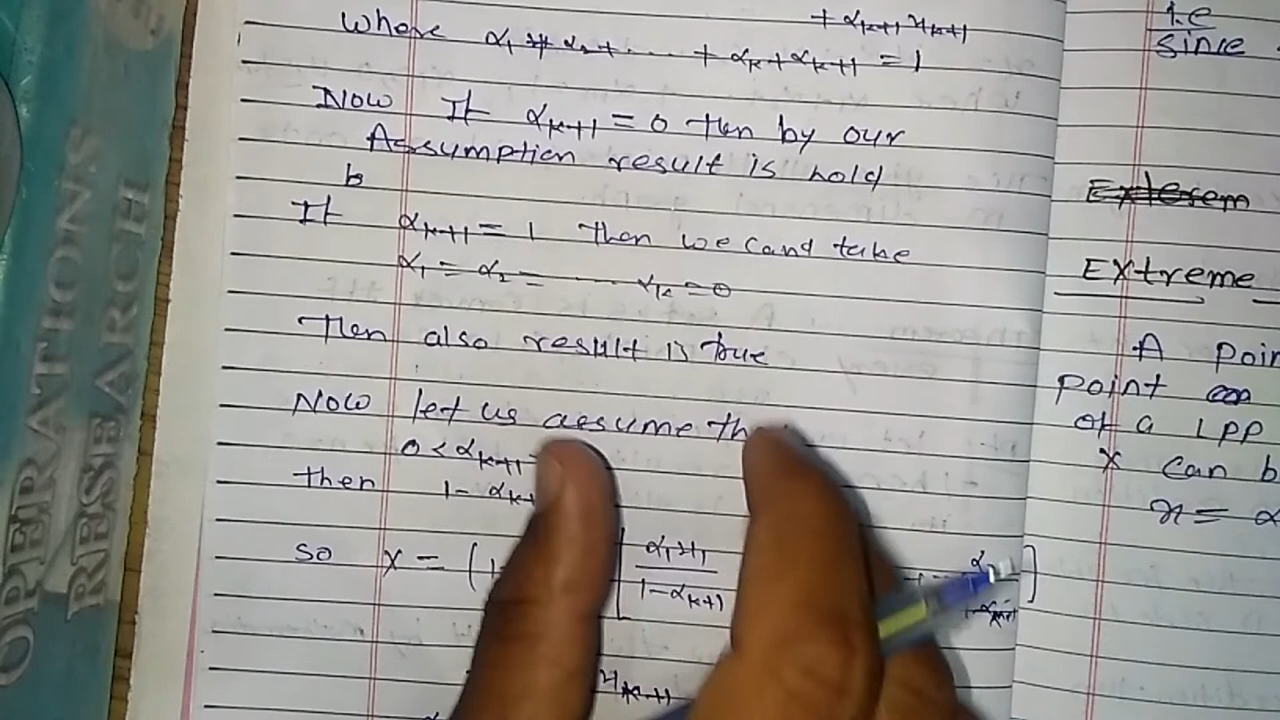 + αₖ₊₁ xₖ₊₁
Where α₁ + α₂ + ...... + αₖ + αₖ₊₁ = 1
Now If αₖ₊₁ = 0 then by our
Assumption result is hold
If αₖ₊₁ = 1 then we cand take
α₁ = α₂ = ...... αₖ = 0
Then also result is true
Now let us assume
0 < αₖ₊₁
then 1 - αₖ₊₁
so X = (1 [ α₁x₁ / 1-αₖ₊₁ ]
xₖ₊₁
i.e
since
Exterem
Extreme
A
Point
of a LPP
X can b
x = α
OPERATIONS
RESEARCH